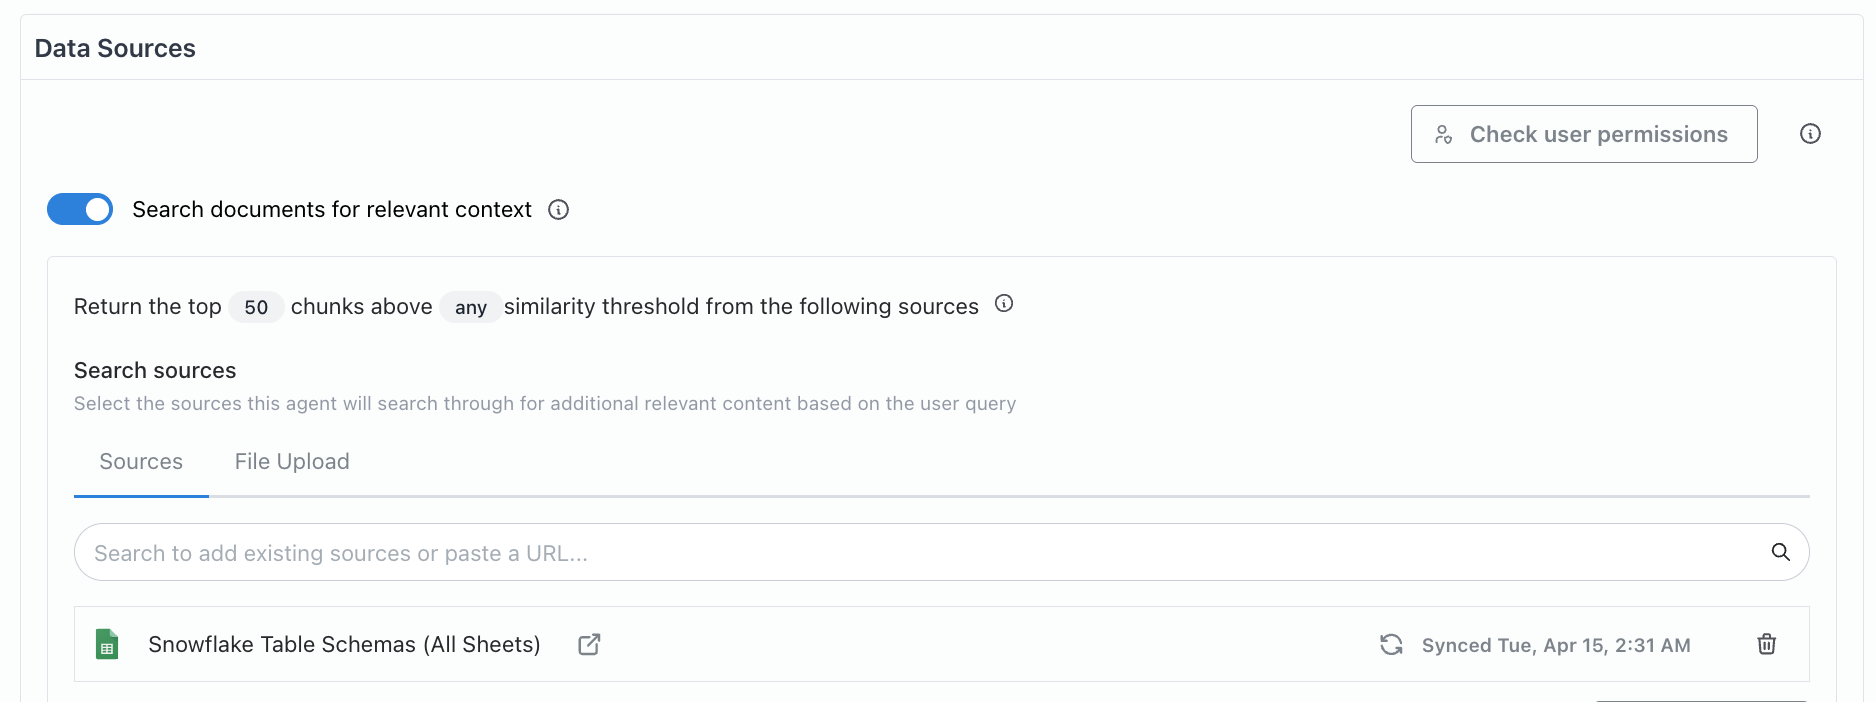 Data Sources
Check user permissions
Search documents for relevant context
Return the top 50 chunks above any similarity threshold from the following sources
Search sources
Select the sources this agent will search through for additional relevant content based on the user query
Sources File Upload
Search to add existing sources or paste a URL...
Snowflake Table Schemas (All Sheets) Synced Tue, Apr 15, 2:31 AM